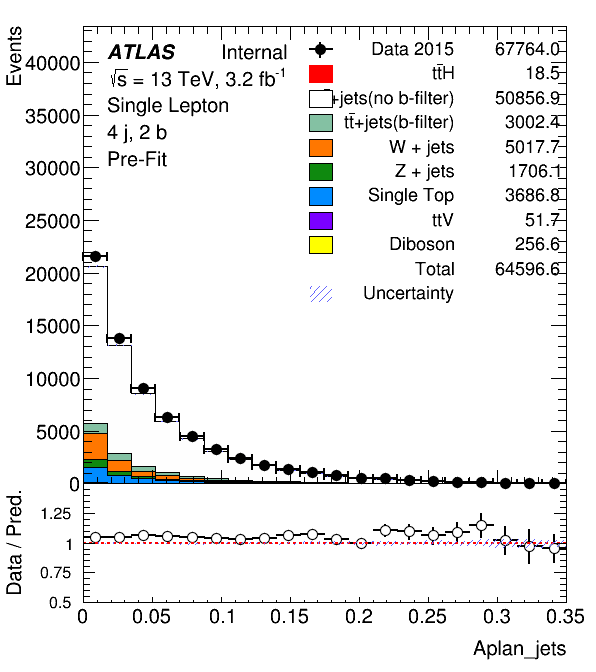 Events
ATLAS Internal
√s = 13 TeV, 3.2 fb⁻¹
Single Lepton
4 j, 2 b
Pre-Fit
Data 2015 67764.0
tt̄H 18.5
t̄+jets(no b-filter) 50856.9
tt̄+jets(b-filter) 3002.4
W + jets 5017.7
Z + jets 1706.1
Single Top 3686.8
ttV 51.7
Diboson 256.6
Total 64596.6
Uncertainty
40000
35000
30000
25000
20000
15000
10000
5000
0
Data / Pred.
1.25
1
0.75
0.5
0 0.05 0.1 0.15 0.2 0.25 0.3 0.35
Aplan_jets